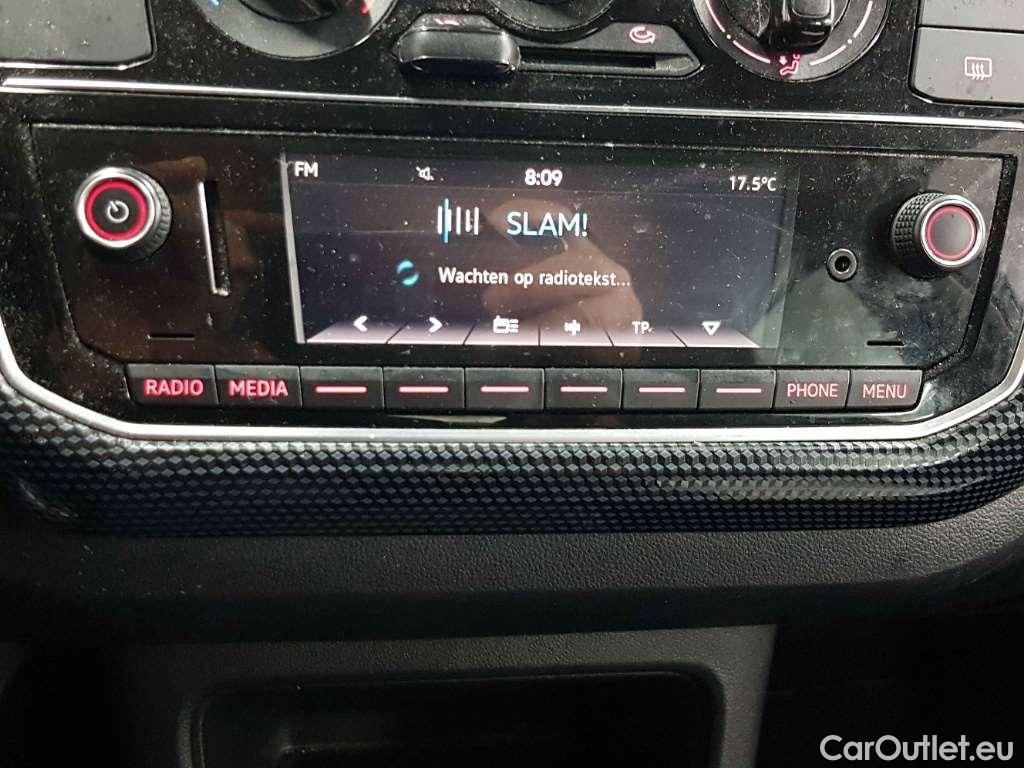 FM 8:09 17.5°C
SLAM!
Wachten op radiotekst...
TP
RADIO MEDIA PHONE MENU
CarOutlet.eu